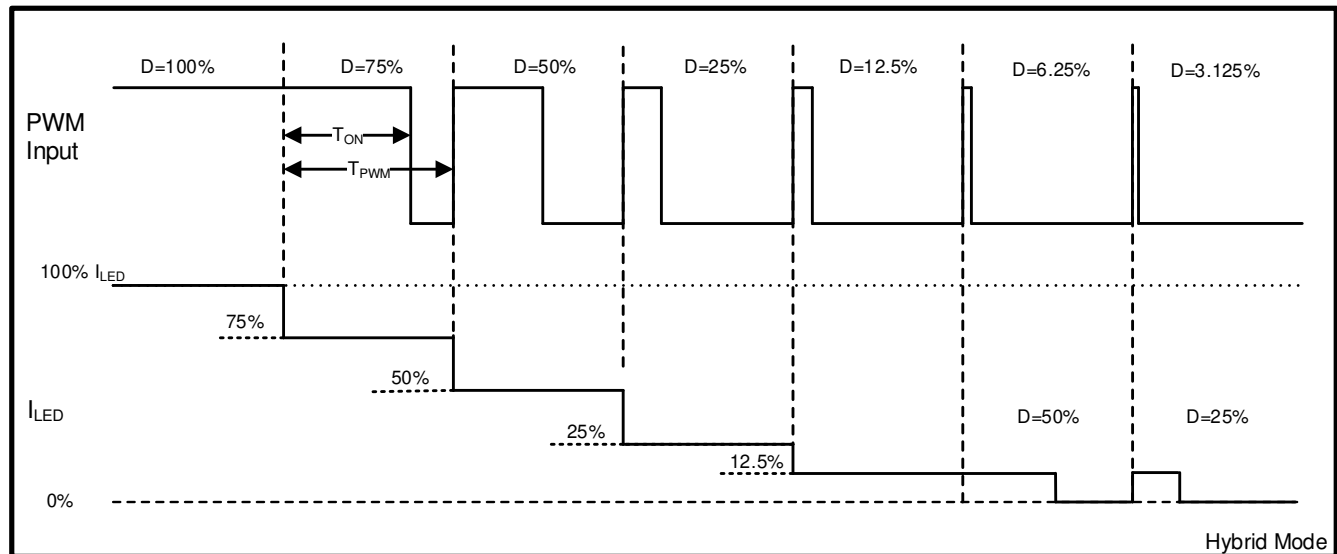 D=100% D=75% D=50% D=25% D=12.5% D=6.25% D=3.125%
PWM
Input
TON
TPWM
100% ILED
75%
50%
ILED
25%
D=50% D=25%
12.5%
0%
Hybrid Mode